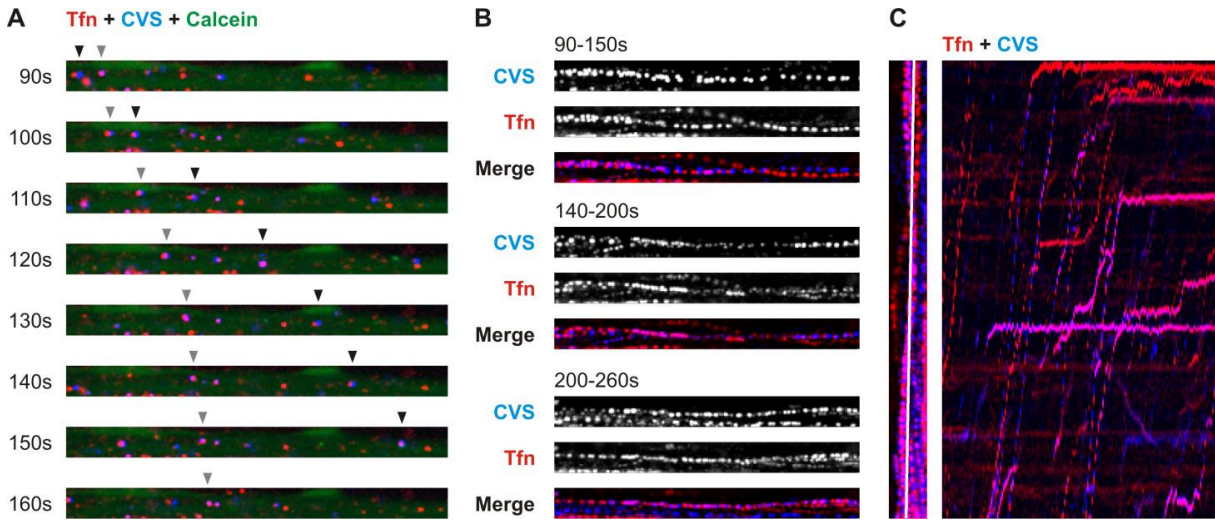 A
Tfn + CVS + Calcein
90s
100s
110s
120s
130s
140s
150s
160s
B
90-150s
CVS
Tfn
Merge
140-200s
CVS
Tfn
Merge
200-260s
CVS
Tfn
Merge
C
Tfn + CVS